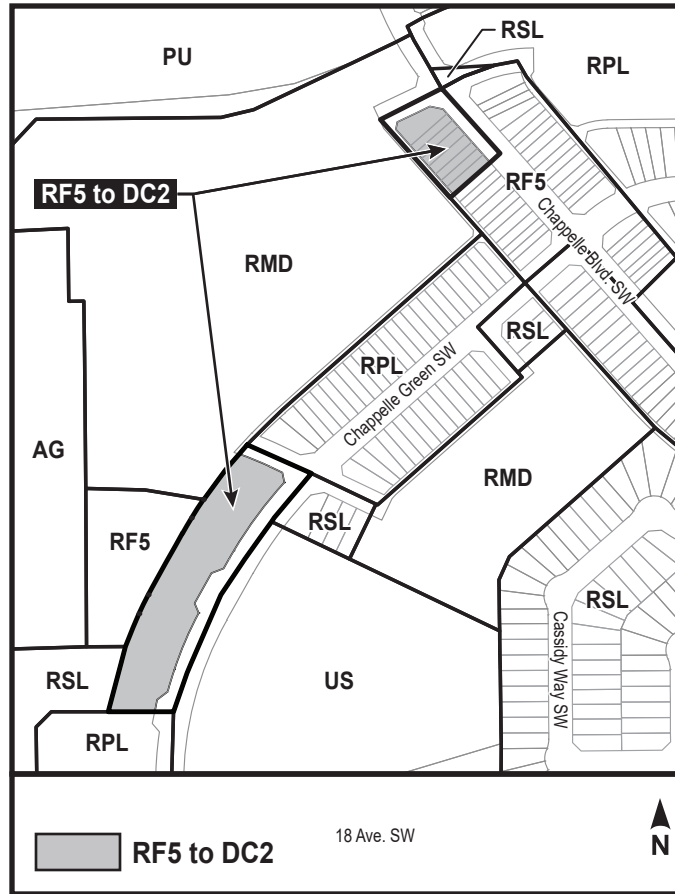 RSL
PU
RPL
RF5 to DC2
RF5
Chappelle Blvd. SW
RMD
RSL
RPL
Chappelle Green SW
AG
RMD
RSL
RF5
RSL
Cassidy Way SW
RSL
US
RPL
18 Ave. SW
RF5 to DC2
N